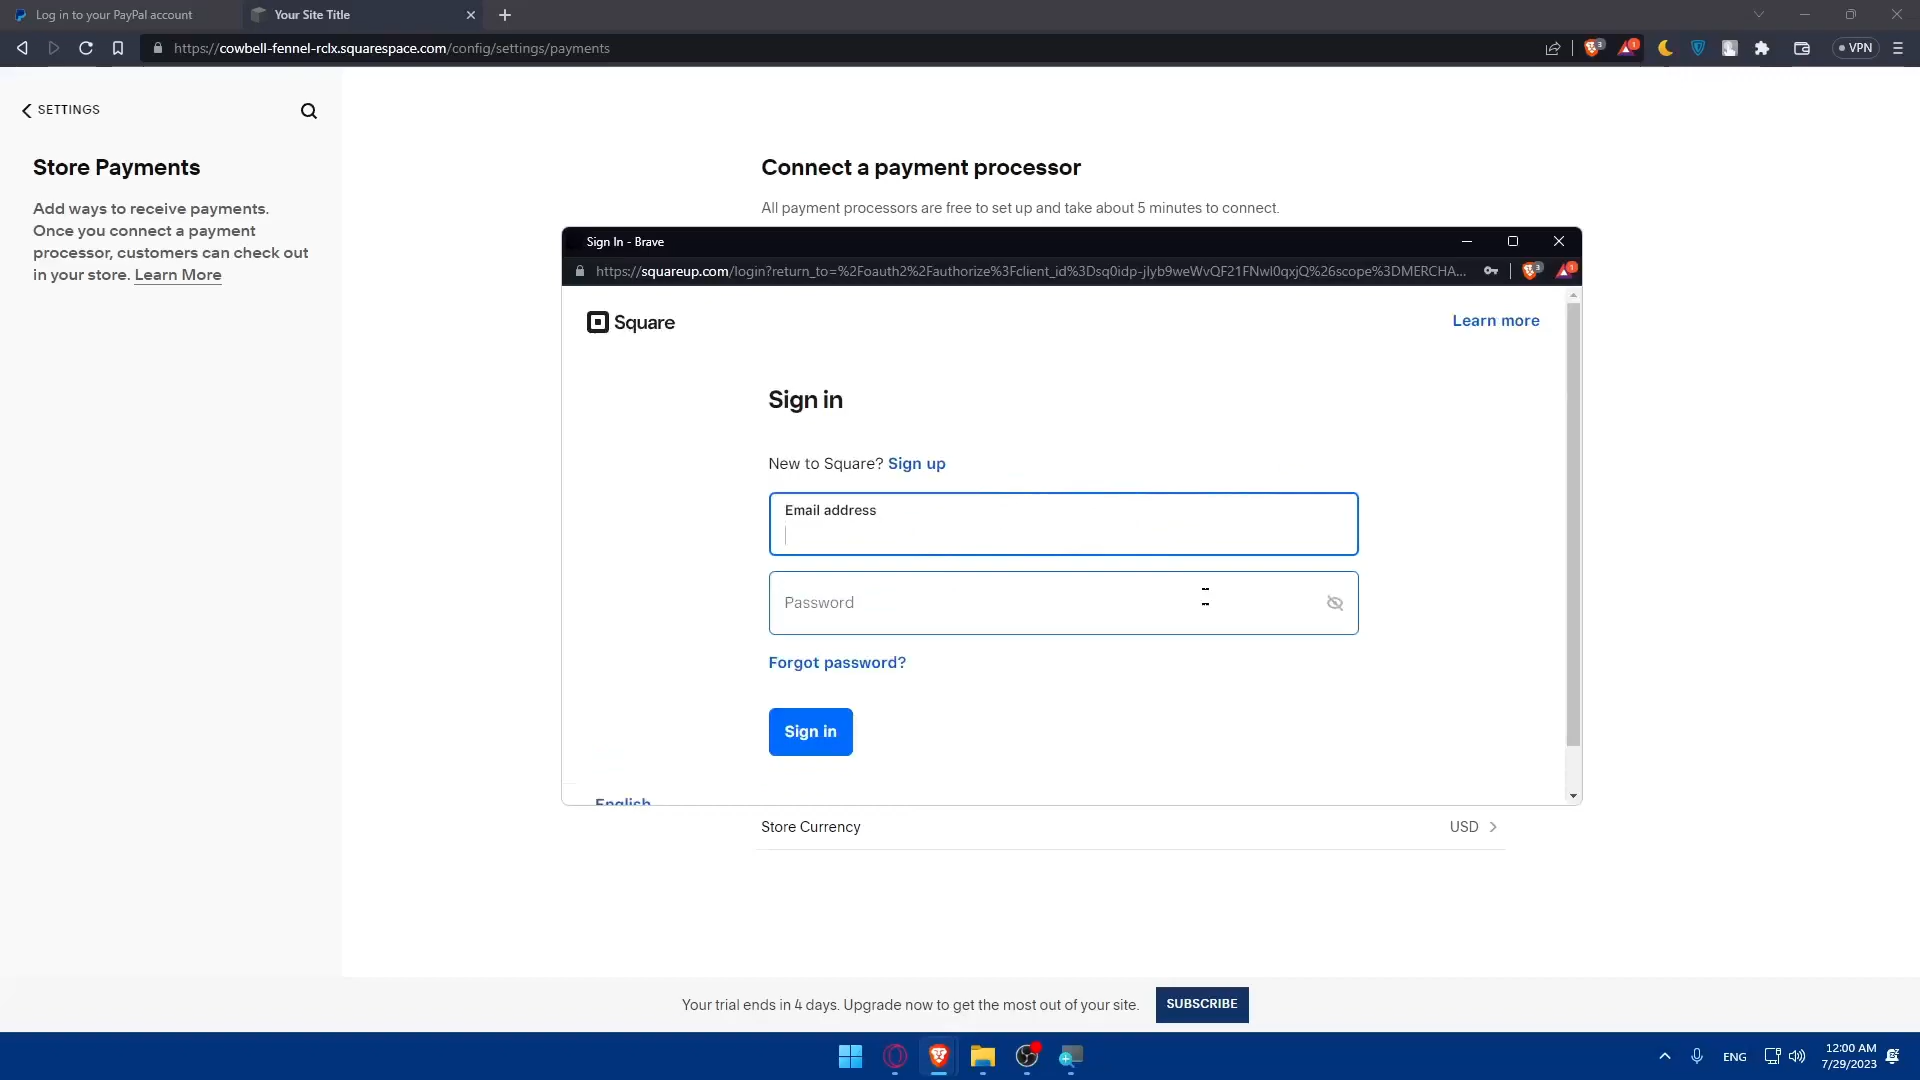 Log in to your PayPal account
Your Site Title
https://cowbell-fennel-rclx.squarespace.com/config/settings/payments
VPN
SETTINGS
Store Payments
Add ways to receive payments.
Once you connect a payment
processor, customers can check out
in your store. Learn More
Connect a payment processor
All payment processors are free to set up and take about 5 minutes to connect.
Sign In - Brave
https://squareup.com/login?return_to=%2Foauth2%2Fauthorize%3Fclient_id%3Dsq0idp-jIyb9weWvQF21FNwl0qxjQ%26scope%3DMERCHA...
Square
Learn more
Sign in
New to Square? Sign up
Email address
Password
Forgot password?
Sign in
English
Store Currency
USD
Your trial ends in 4 days. Upgrade now to get the most out of your site.
SUBSCRIBE
ENG
12:00 AM
7/29/2023